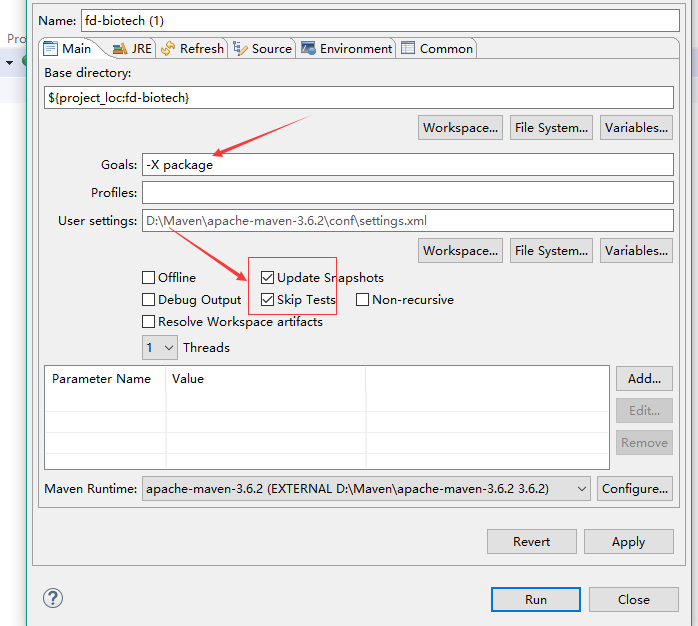 Pro
Name: fd-biotech (1)
Main JRE Refresh Source Environment Common
Base directory:
${project_loc:fd-biotech}
Workspace... File System... Variables...
Goals: -X package
Profiles:
User settings: D:\Maven\apache-maven-3.6.2\conf\settings.xml
Workspace... File System... Variables...
Offline Update Snapshots
Debug Output Skip Tests Non-recursive
Resolve Workspace artifacts
1 Threads
Parameter Name Value
Add...
Edit...
Remove
Maven Runtime: apache-maven-3.6.2 (EXTERNAL D:\Maven\apache-maven-3.6.2 3.6.2) Configure...
Revert Apply
? Run Close